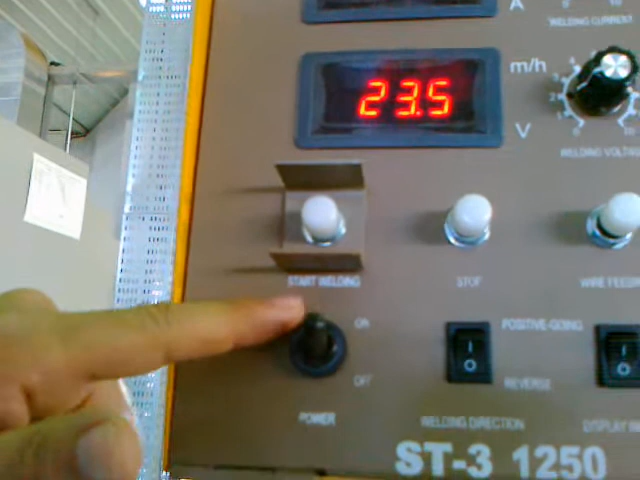 A
WELDING CURRENT
23.5
m/h
V
WELDING VOLTAGE
START WELDING
STOP
WIRE FEED
ON
OFF
POWER
POSITIVE-GOING
REVERSE
WELDING DIRECTION
DISPLAY
ST-3 1250